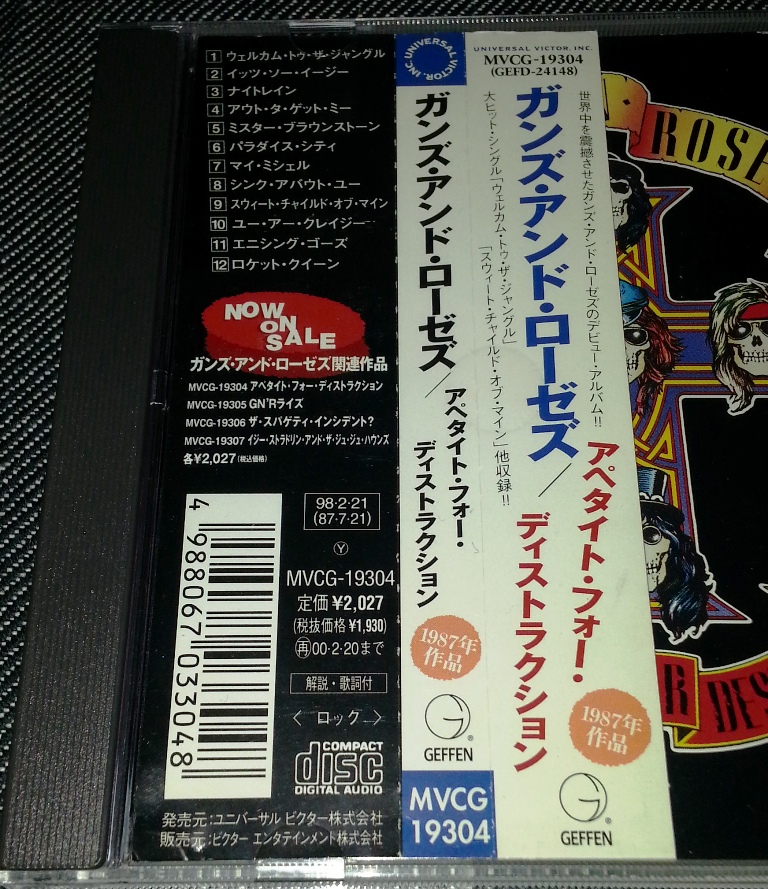 1 ウェルカム・トゥ・ザ・ジャングル
2 イッツ・ソー・イージー
3 ナイトレイン
4 アウト・タ・ゲット・ミー
5 ミスター・ブラウンストーン
6 パラダイス・シティ
7 マイ・ミシェル
8 シンク・アバウト・ユー
9 スウィート・チャイルド・オブ・マイン
10 ユー・アー・クレイジー
11 エニシング・ゴーズ
12 ロケット・クイーン
NOW
ON
SALE
ガンズ・アンド・ローゼズ関連作品
MVCG-19304 アペタイト・フォー・ディストラクション
MVCG-19305 GN'Rライズ
MVCG-19306 ザ・スパゲティ・インシデント?
MVCG-19307 イジー・ストラドリン・アンド・ザ・ジュ・ジュ・ハウンズ
各¥2,027(税込価格)
4 988067 033048
98・2・21
(87・7・21)
Y
MVCG-19304
定価¥2,027
(税抜価格¥1,930)
再00・2・20まで
解説・歌詞付
〈ロック〉
COMPACT
disc
DIGITAL AUDIO
発売元:ユニバーサル ビクター株式会社
販売元:ビクター エンタテインメント株式会社
UNIVERSAL VICTOR, INC.
ガンズ・アンド・ローゼズ/
アペタイト・フォー・
ディストラクション
1987年
作品
GEFFEN
MVCG
19304
UNIVERSAL VICTOR, INC.
MVCG-19304
(GEFD-24148)
世界中を震撼させたガンズ・アンド・ローゼズのデビュー・アルバム!!
大ヒット・シングル「ウェルカム・トゥ・ザ・ジャングル」
「スウィート・チャイルド・オブ・マイン」他収録!!
ガンズ・アンド・ローゼズ/
アペタイト・フォー・
ディストラクション
1987年
作品
GEFFEN
ROSE
R DES